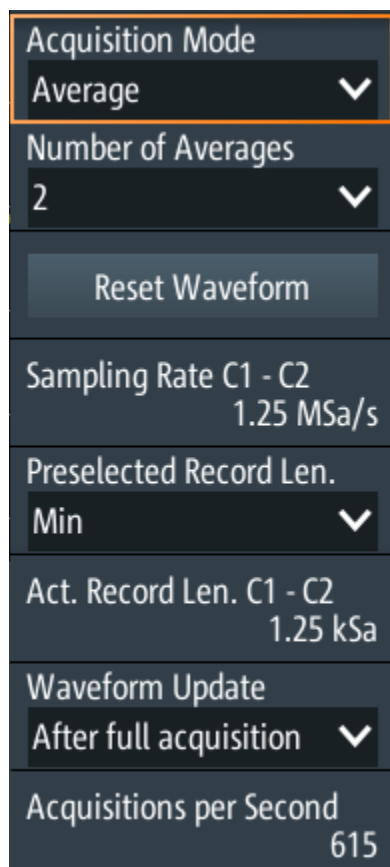 Acquisition Mode
Average
Number of Averages
2
Reset Waveform
Sampling Rate C1 - C2
1.25 MSa/s
Preselected Record Len.
Min
Act. Record Len. C1 - C2
1.25 kSa
Waveform Update
After full acquisition
Acquisitions per Second
615